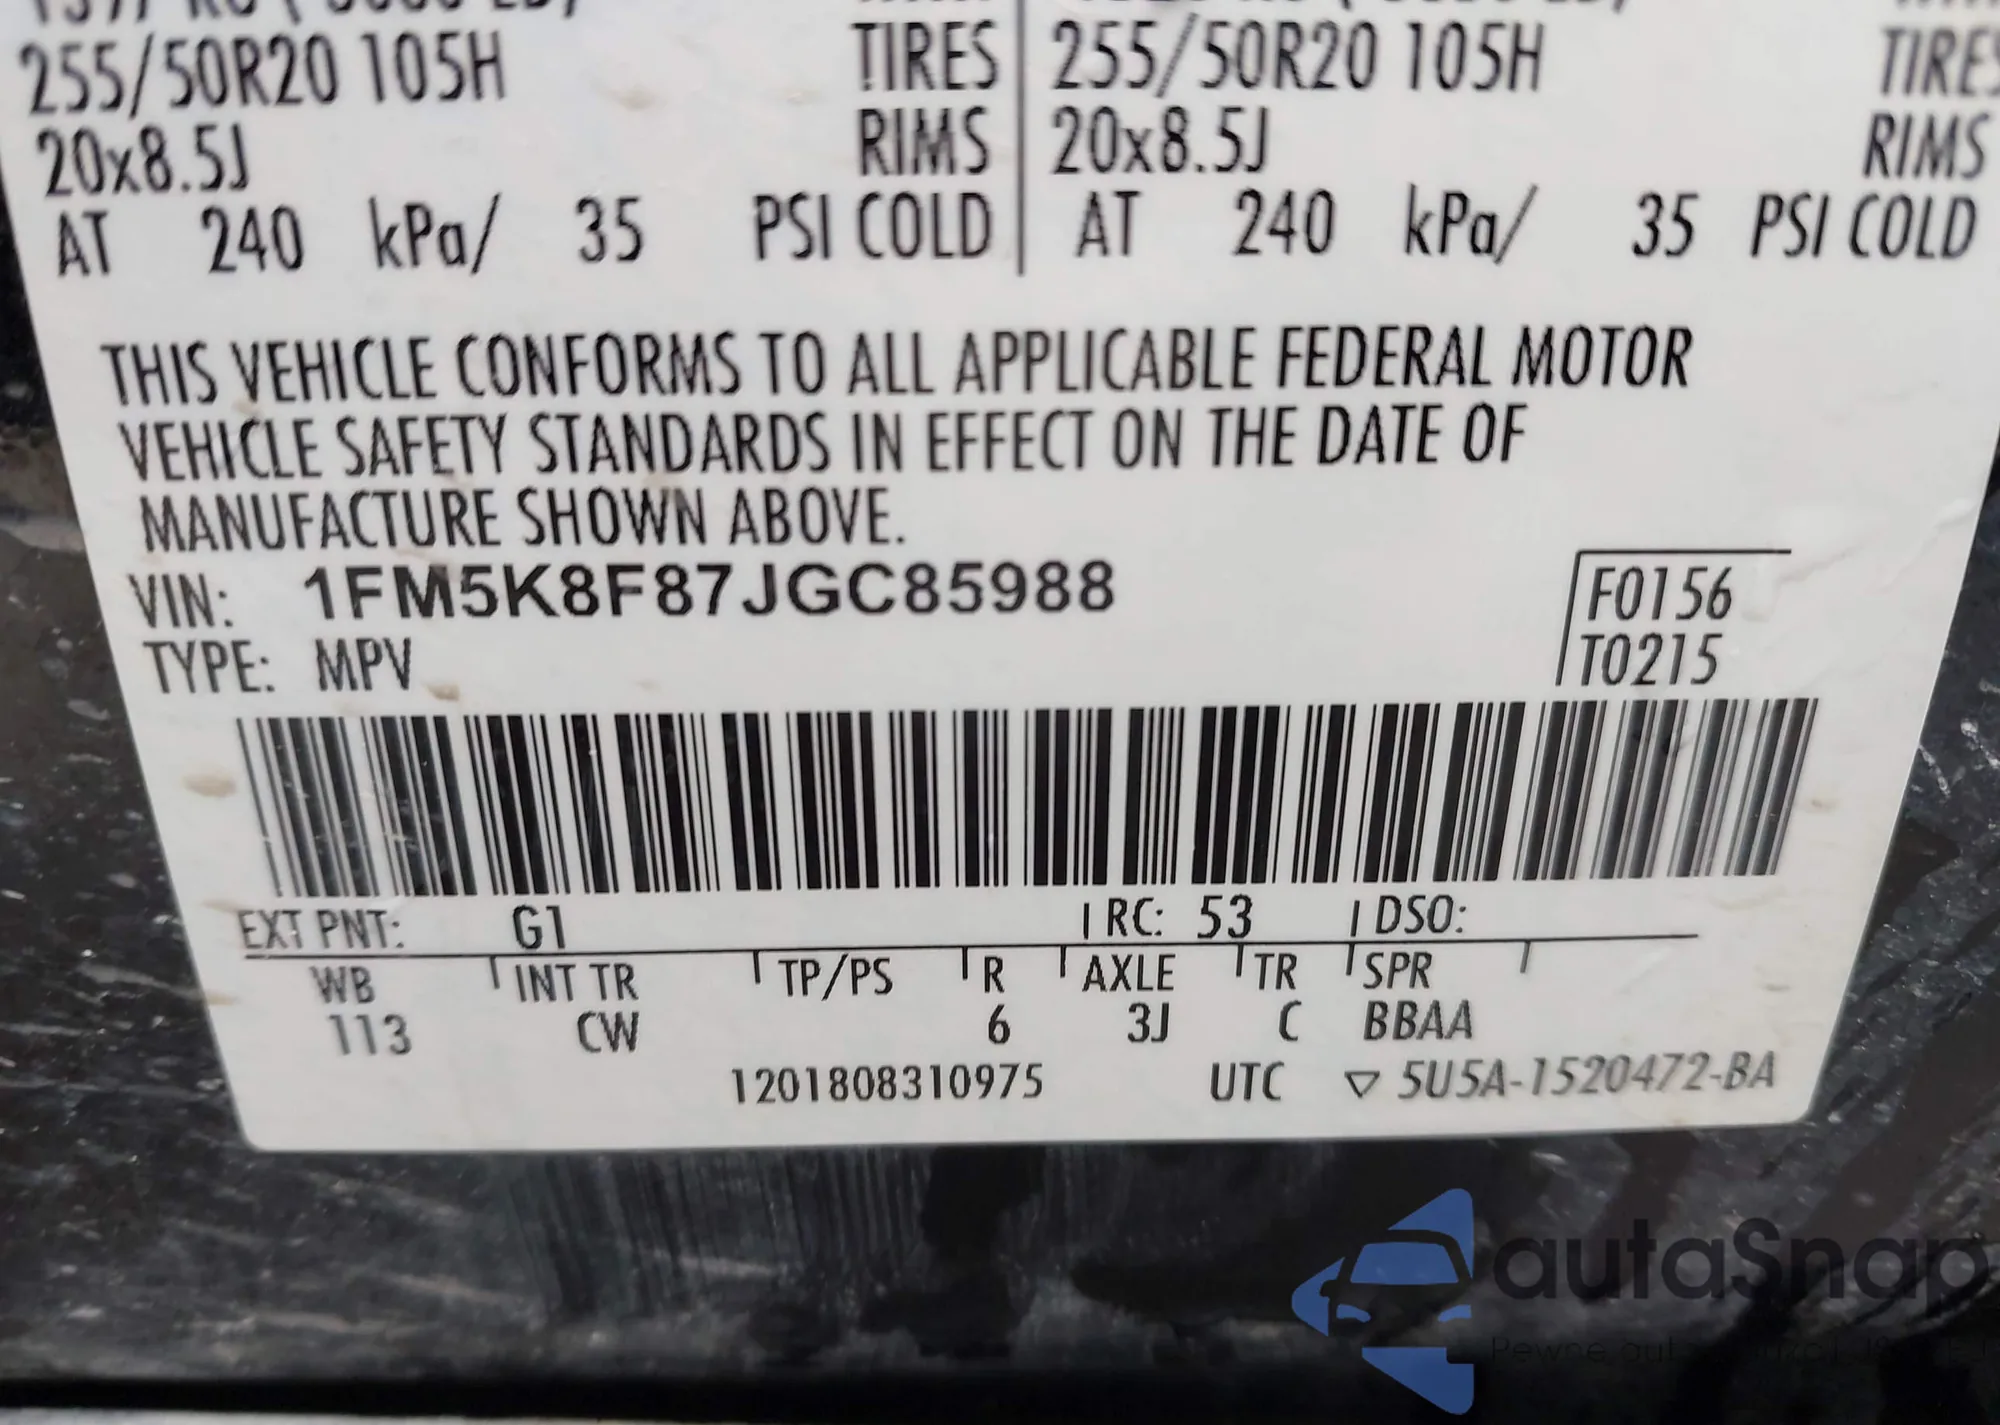 255/50R20 105H TIRES 255/50R20 105H TIRES
20x8.5J RIMS 20x8.5J RIMS
AT 240 kPa/ 35 PSI COLD AT 240 kPa/ 35 PSI COLD
THIS VEHICLE CONFORMS TO ALL APPLICABLE FEDERAL MOTOR
VEHICLE SAFETY STANDARDS IN EFFECT ON THE DATE OF
MANUFACTURE SHOWN ABOVE.
VIN: 1FM5K8F87JGC85988 F0156
TYPE: MPV T0215
EXT PNT: G1 RC: 53 DSO:
WB INT TR TP/PS R AXLE TR SPR
113 CW 6 3J C BBAA
1201808310975 UTC ▽ 5U5A-1520472-BA
autaSnap
Pewne